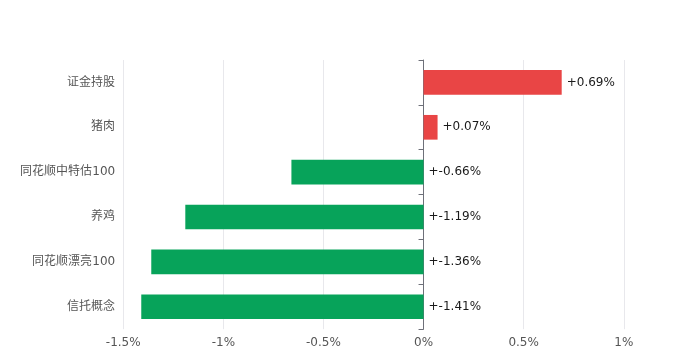 证金持股 +0.69%
猪肉 +0.07%
同花顺中特估100 +-0.66%
养鸡 +-1.19%
同花顺漂亮100 +-1.36%
信托概念 +-1.41%
-1.5% -1% -0.5% 0% 0.5% 1%